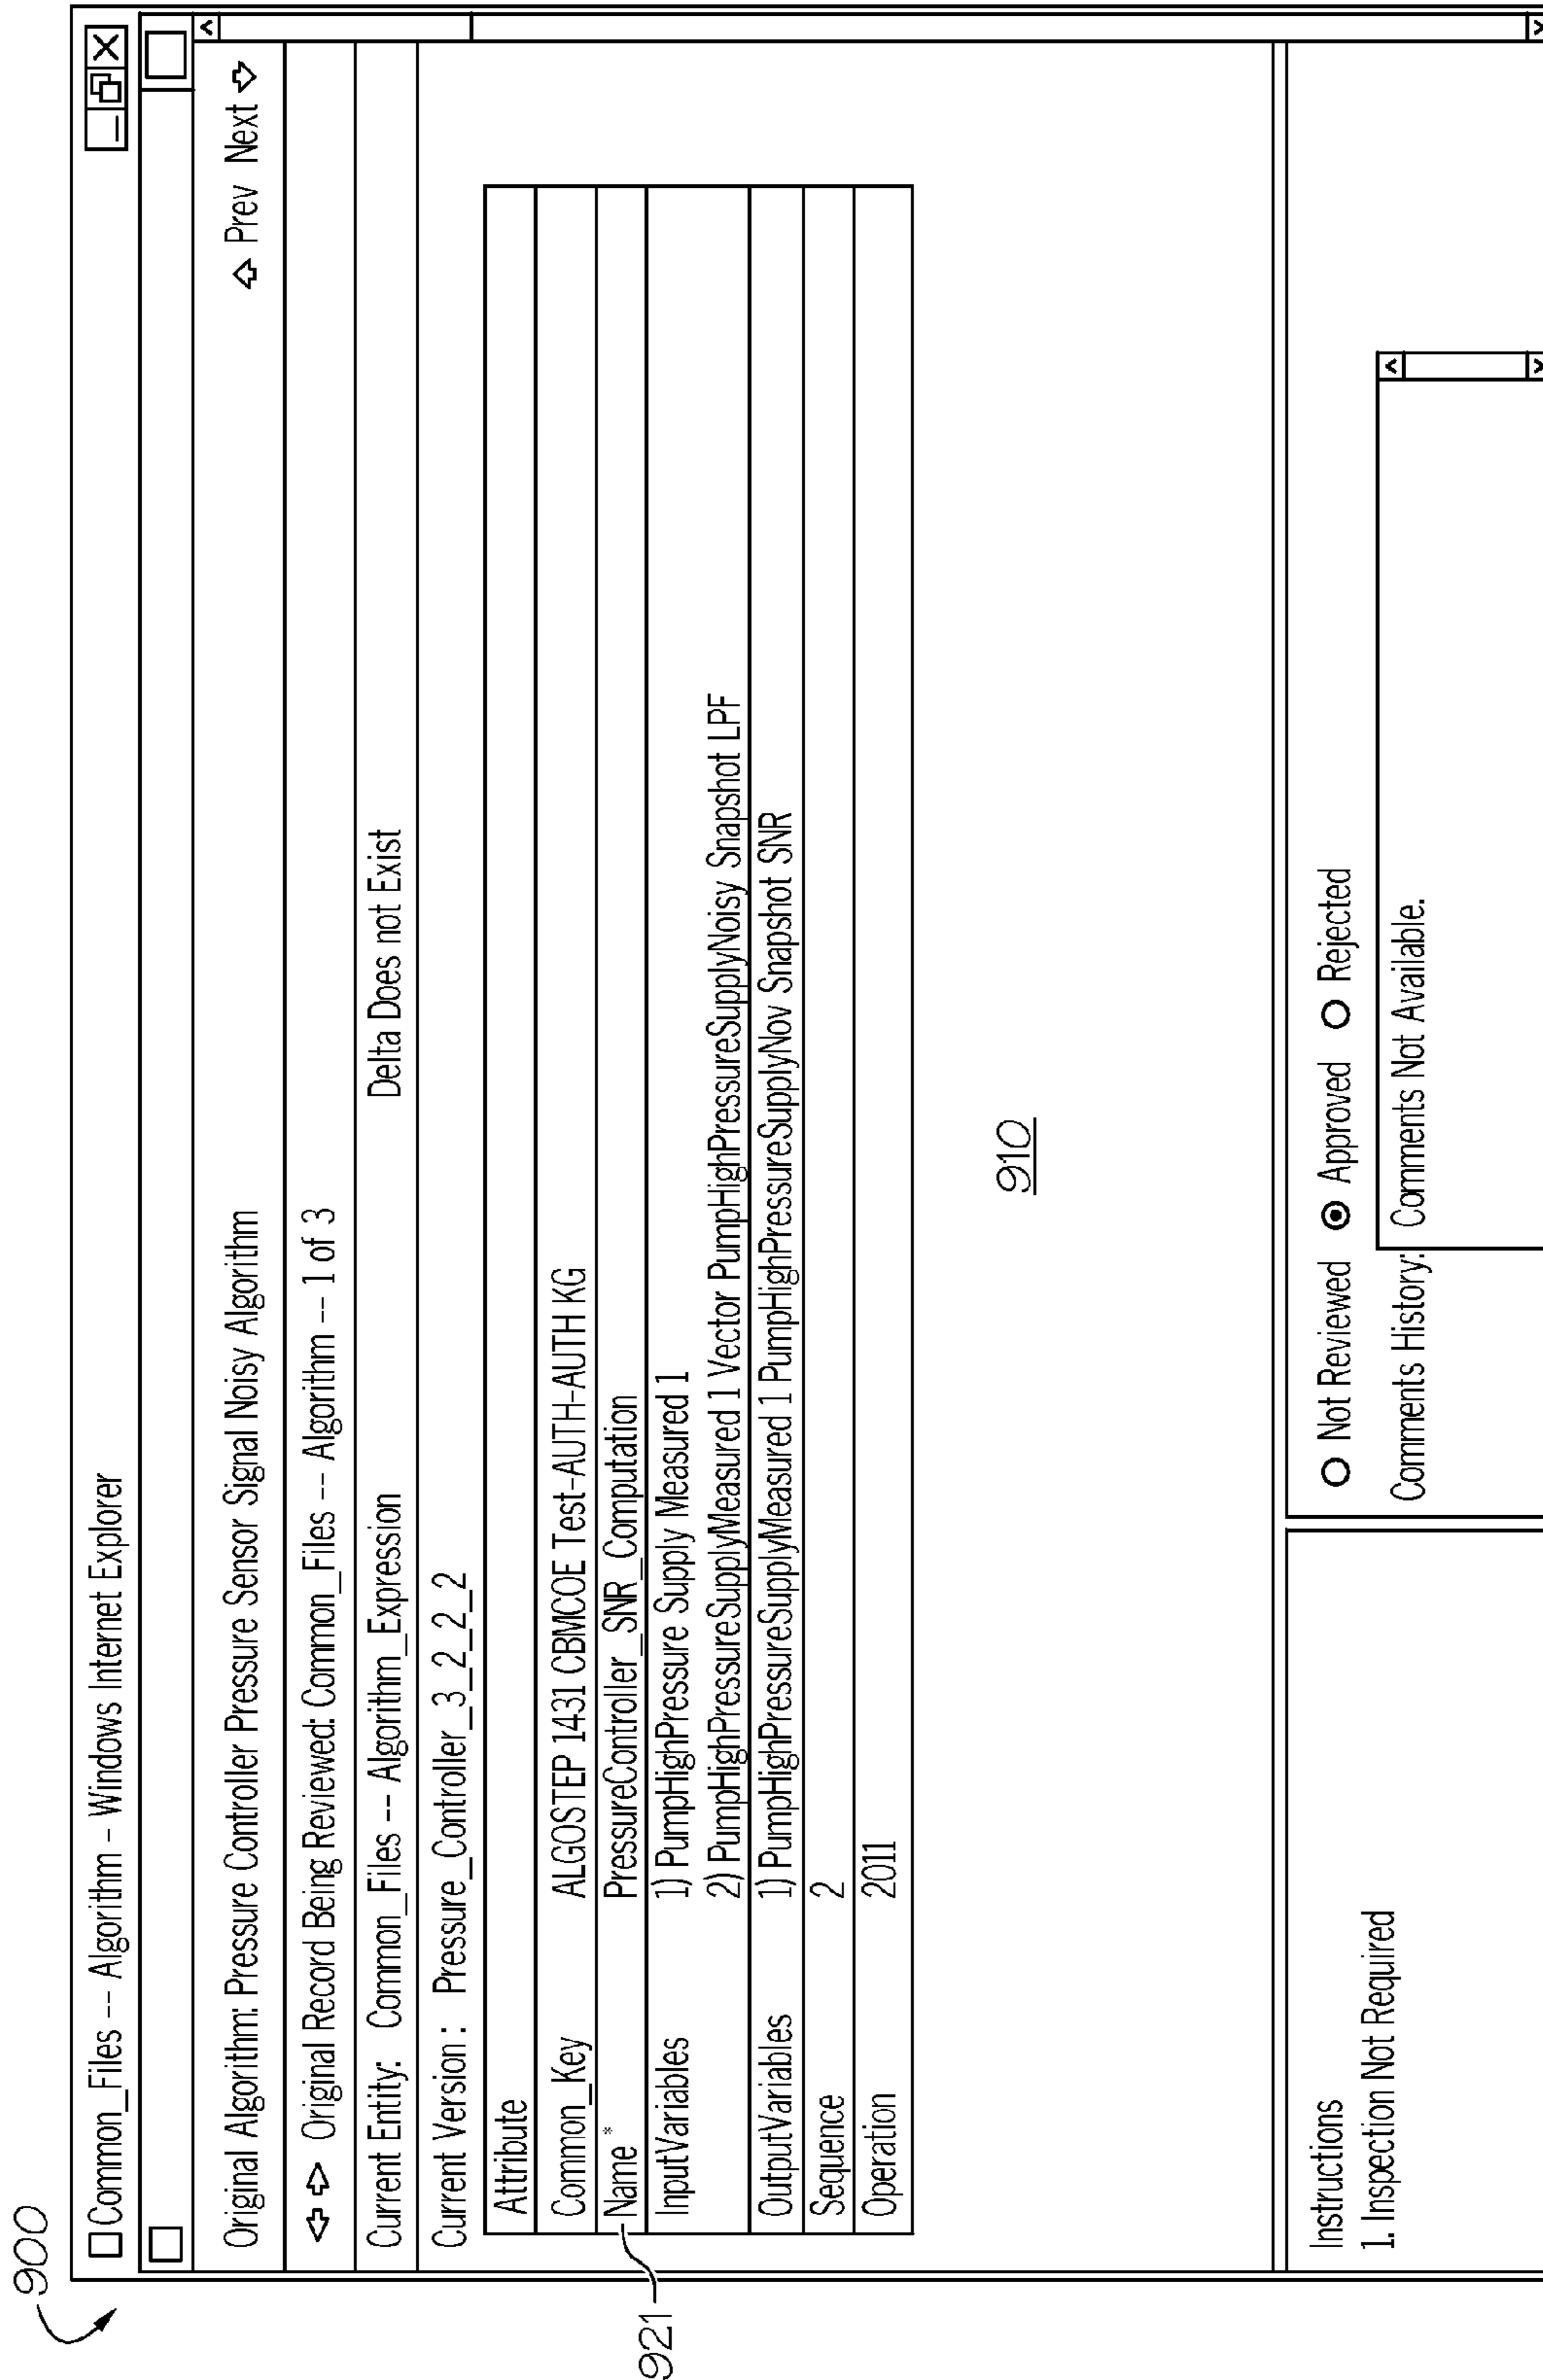 900
Common_Files -- Algorithm - Windows Internet Explorer
Original Algorithm: Pressure Controller Pressure Sensor Signal Noisy Algorithm
Prev Next
Original Record Being Reviewed: Common_Files -- Algorithm -- 1 of 3
Current Entity: Common_Files -- Algorithm_Expression Delta Does not Exist
Current Version : Pressure_Controller_3_2_2_2
Attribute
Common_Key ALGOSTEP 1431 CBMCOE Test-AUTH-AUTH KG
Name* PressureController_SNR_Computation
InputVariables 1) PumpHighPressure Supply Measured 1
2) PumpHighPressureSupplyMeasured 1 Vector PumpHighPressureSupplyNoisy Snapshot LPF
OutputVariables 1) PumpHighPressureSupplyMeasured 1 PumpHighPressureSupplyNov Snapshot SNR
Sequence 2
Operation 2011
921
910
Instructions
1. Inspection Not Required
Not Reviewed Approved Rejected
Comments History: Comments Not Available.